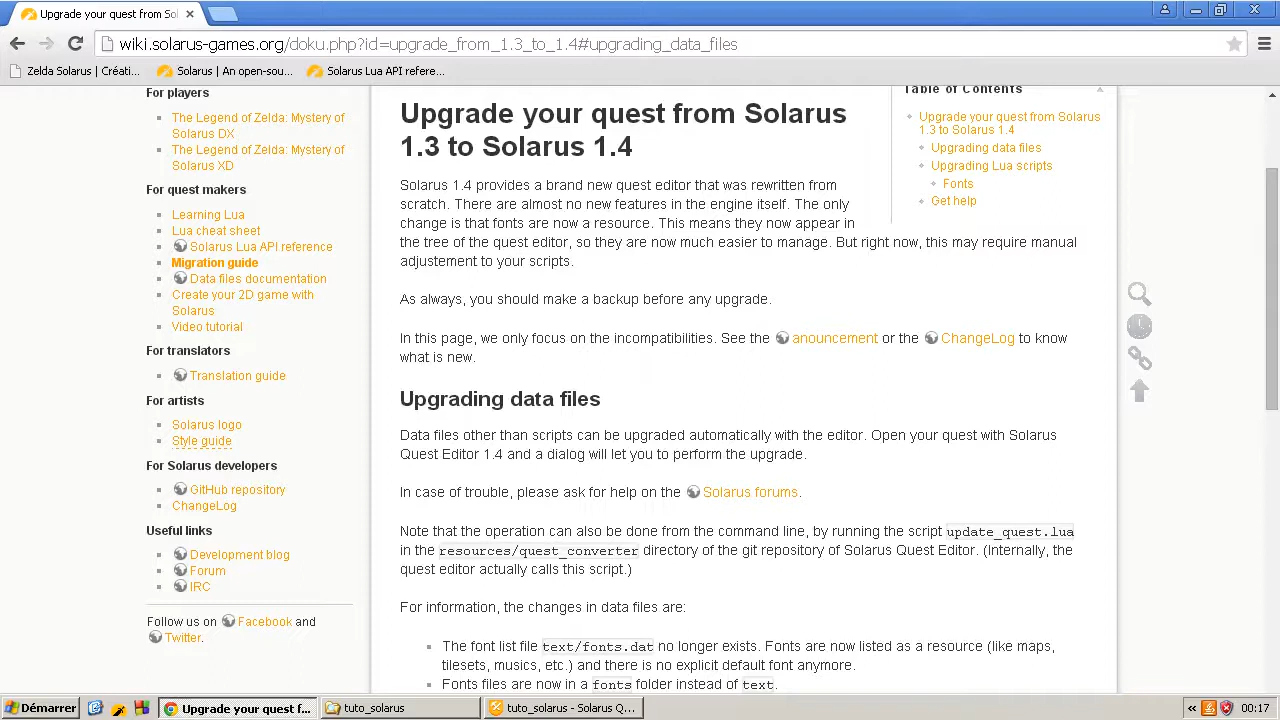 Upgrade your quest from Sol
wiki.solarus-games.org/doku.php?id=upgrade_from_1.3_to_1.4#upgrading_data_files
Zelda Solarus | Créati...
Solarus | An open-sou...
Solarus Lua API refere...
For players
The Legend of Zelda: Mystery of
Solarus DX
The Legend of Zelda: Mystery of
Solarus XD
For quest makers
Learning Lua
Lua cheat sheet
Solarus Lua API reference
Migration guide
Data files documentation
Create your 2D game with
Solarus
Video tutorial
For translators
Translation guide
For artists
Solarus logo
Style guide
For Solarus developers
GitHub repository
ChangeLog
Useful links
Development blog
Forum
IRC
Follow us on Facebook and
Twitter.
Upgrade your quest from Solarus
1.3 to Solarus 1.4
Solarus 1.4 provides a brand new quest editor that was rewritten from
scratch. There are almost no new features in the engine itself. The only
change is that fonts are now a resource. This means they now appear in
the tree of the quest editor, so they are now much easier to manage. But right now, this may require manual
adjustement to your scripts.
As always, you should make a backup before any upgrade.
In this page, we only focus on the incompatibilities. See the anouncement or the ChangeLog to know
what is new.
Upgrading data files
Data files other than scripts can be upgraded automatically with the editor. Open your quest with Solarus
Quest Editor 1.4 and a dialog will let you to perform the upgrade.
In case of trouble, please ask for help on the Solarus forums.
Note that the operation can also be done from the command line, by running the script update_quest.lua
in the resources/quest_converter directory of the git repository of Solarus Quest Editor. (Internally, the
quest editor actually calls this script.)
For information, the changes in data files are:
The font list file text/fonts.dat no longer exists. Fonts are now listed as a resource (like maps,
tilesets, musics, etc.) and there is no explicit default font anymore.
Fonts files are now in a fonts folder instead of text.
Table of Contents
Upgrade your quest from Solarus
1.3 to Solarus 1.4
Upgrading data files
Upgrading Lua scripts
Fonts
Get help
Démarrer
Upgrade your quest f...
tuto_solarus
tuto_solarus - Solarus Q...
00:17